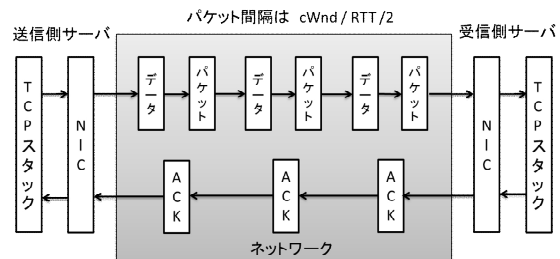 パケット間隔は cWnd / RTT /2
送信側サーバ
受信側サーバ
TCPスタック
NIC
データ
パケット
データ
パケット
データ
パケット
NIC
TCPスタック
ACK
ACK
ACK
ネットワーク